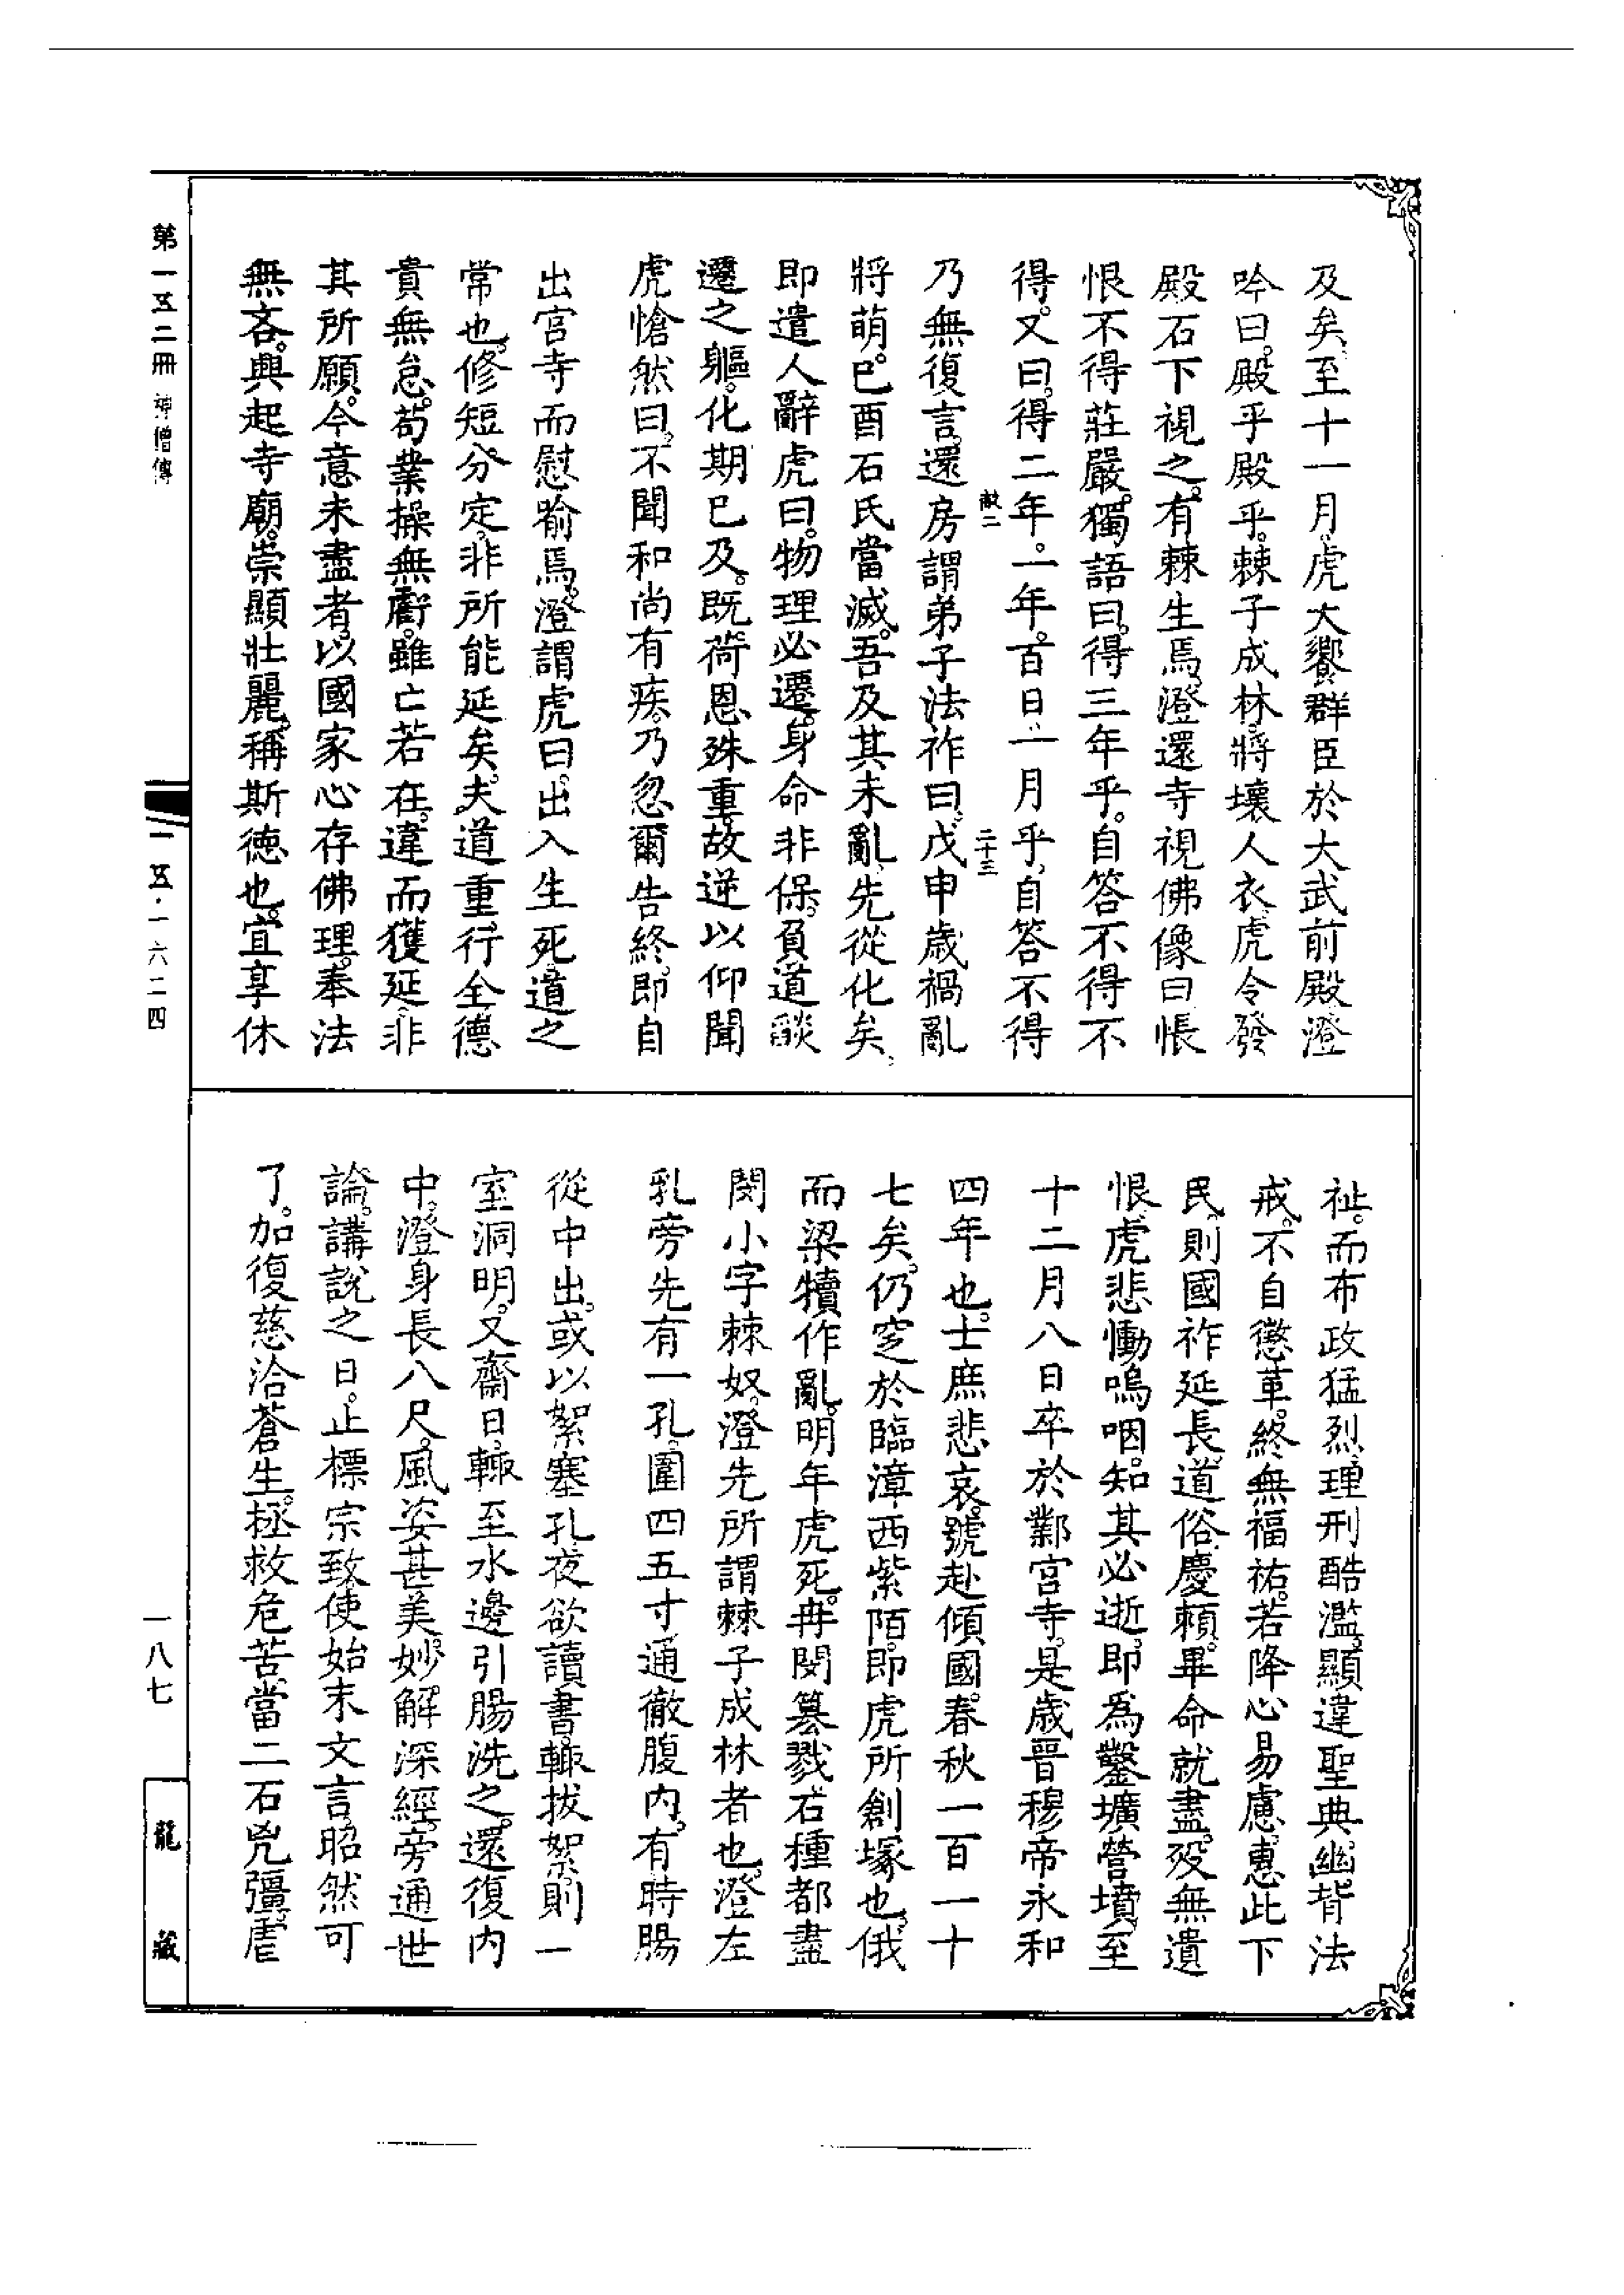 及矣。至十一月。虎大饗群臣於大武前殿。澄
吟曰。殿乎殿乎。棘子成林。將壞人衣。虎令發
殿石下視之。有棘生焉。澄還寺視佛像曰。悵
恨不得莊嚴。獨語曰。得三年乎。自答不得不
得。又曰。得二年。一年。百日。一月乎。自答不得
敵二 二十三
乃無復言。還房謂弟子法祚曰。戊申歲禍亂
將萌。巳酉石氏當滅。吾及其未亂。先從化矣。
即遣人辭虎曰。物理必遷。身命非保。負道𦦨
遷之軀。化期巳及。既荷恩殊重。故逆以仰聞
虎愴然曰。不聞和尚有疾。乃忽爾告終。即自
出宮寺而慰喻焉。澄謂虎曰。出入生死。道之
常也。修短分定。非所能延矣。夫道重行全。德
貴無怠。苟業操無虧。雖亡若在。違而獲延。非
其所願。今意未盡者。以國家心存佛理。奉法
無吝。興起寺廟。崇顯壯麗。稱斯德也。宜享休
祉。而布政猛烈。理刑酷濫。顯違聖典。幽背法
戒。不自懲革。終無福祐。若降心易慮。惠此下
民。則國祚延長。道俗慶賴。畢命就盡。歿無遺
恨。虎悲慟嗚咽。知其必逝。即爲鑿壙營墳。至
十二月八日卒於鄴宮寺。是歲晉穆帝永和
四年也。士庶悲哀。號赴傾國。春秋一百一十
七矣。仍窆於臨漳西紫陌。即虎所創塚也。俄
而梁犢作亂。明年虎死。冉閔篡戮。石種都盡
閔小字棘奴。澄先所謂棘子成林者也。澄左
乳旁先有一孔。圍四五寸。通徹腹內。有時腸
從中出。或以絮塞孔。夜欲讀書。輙拔絮。則一
室洞明。又齋日。輙至水邊引腸洗之。還復內
中。澄身長八尺。風姿甚美。妙解深經。旁通世
論。講說之日。止標宗致。使始末文言。昭然可
了。加復慈洽蒼生。拯救危苦。當二石兇彊。虐
第一五二冊 神僧傳
一五·一六二四
一八七
龍藏